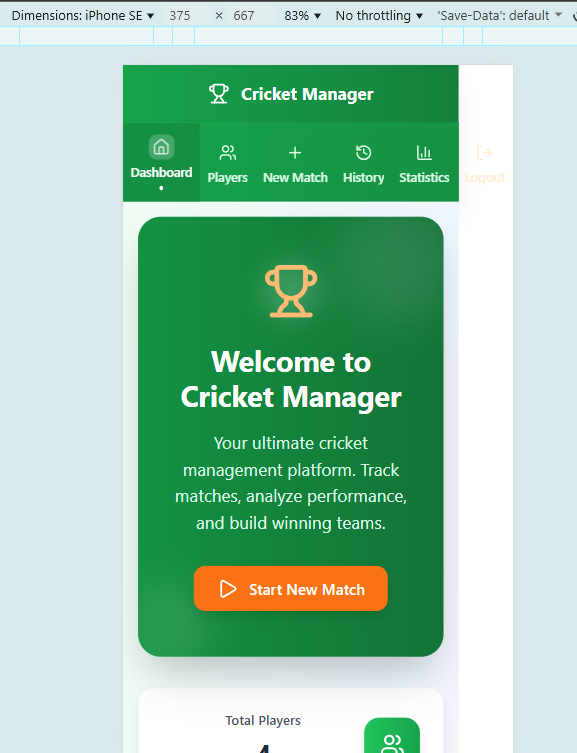 Dimensions: iPhone SE ▼ 375 × 667 83% ▼ No throttling ▼ 'Save-Data': default ▼
Cricket Manager
Dashboard Players New Match History Statistics Logout
Welcome to
Cricket Manager
Your ultimate cricket
management platform. Track
matches, analyze performance,
and build winning teams.
Start New Match
Total Players